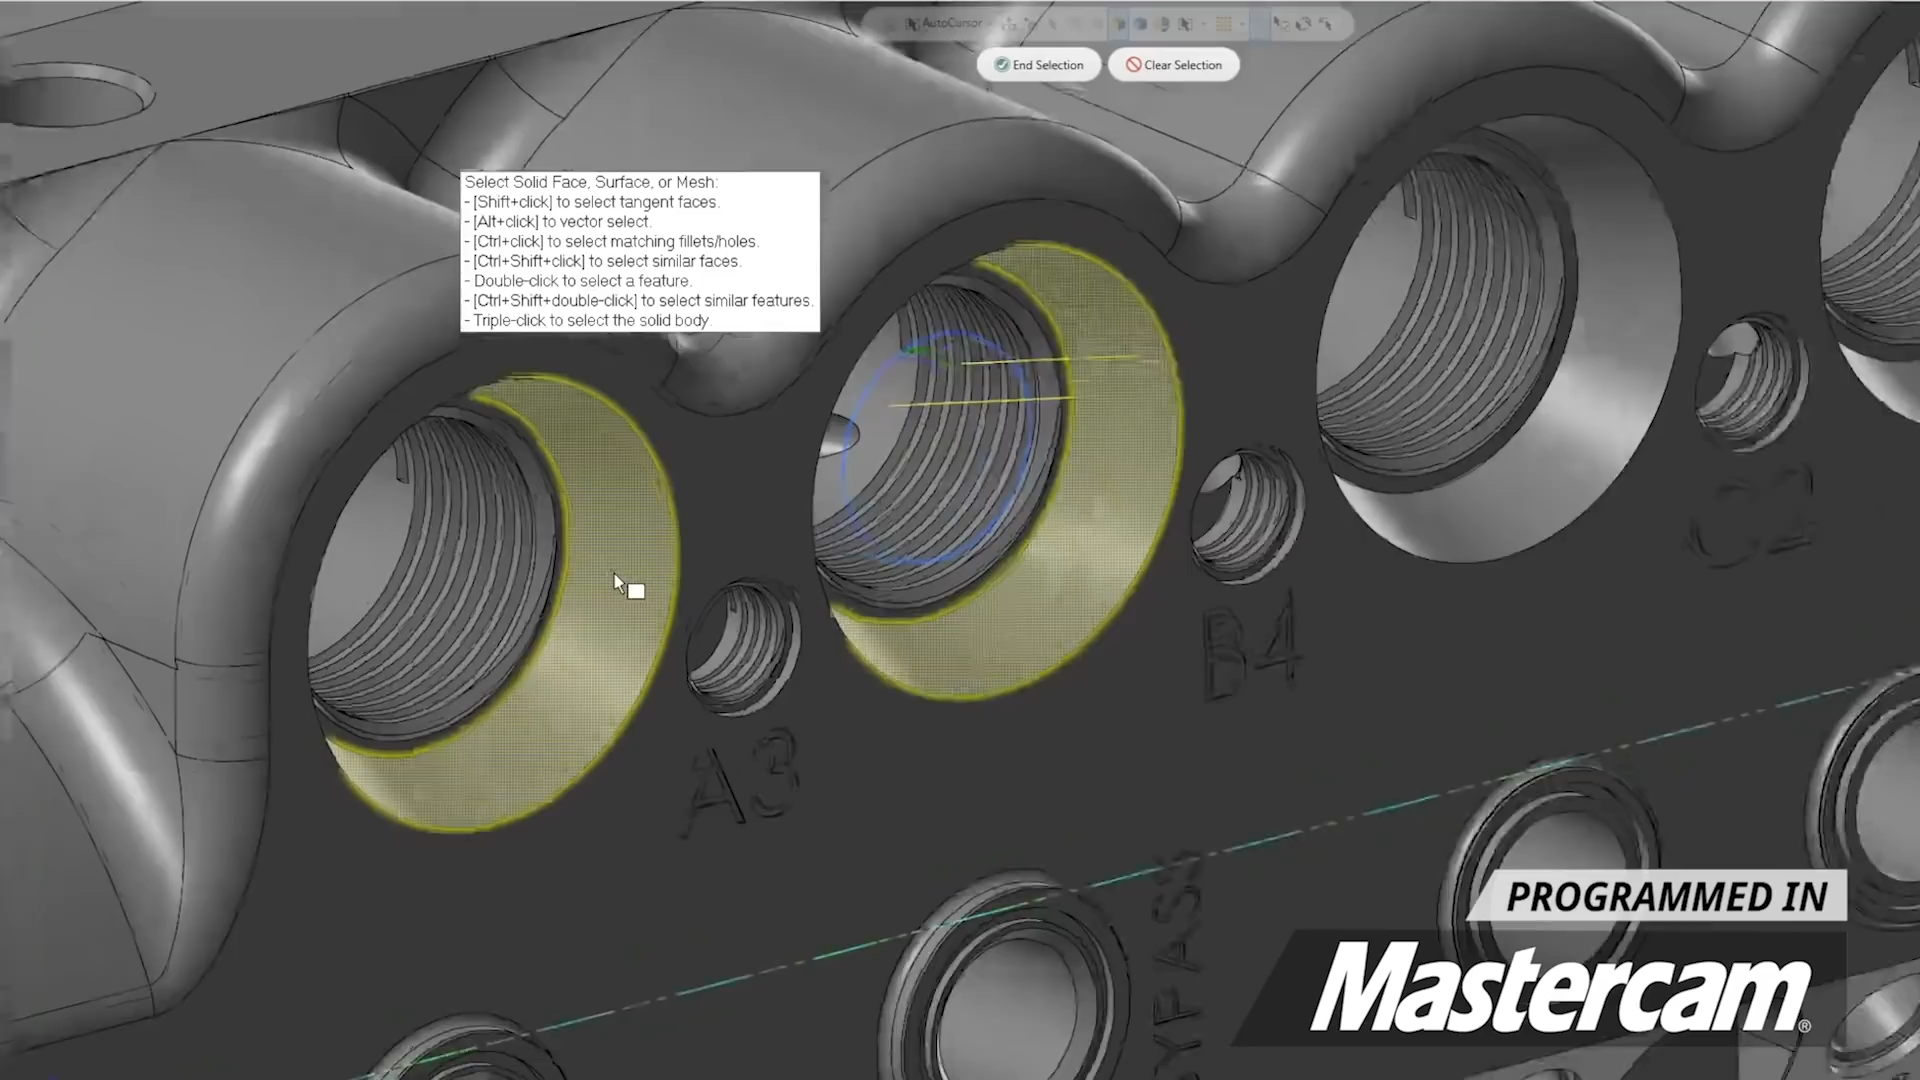 AutoCursor
End Selection
Clear Selection
Select Solid Face, Surface, or Mesh:
- [Shift+click] to select tangent faces.
- [Alt+click] to vector select.
- [Ctrl+click] to select matching fillets/holes.
- [Ctrl+Shift+click] to select similar faces.
- Double-click to select a feature.
- [Ctrl+Shift+double-click] to select similar features.
- Triple-click to select the solid body.
C2
B4
A3
BYPASS
PROGRAMMED IN
Mastercam®